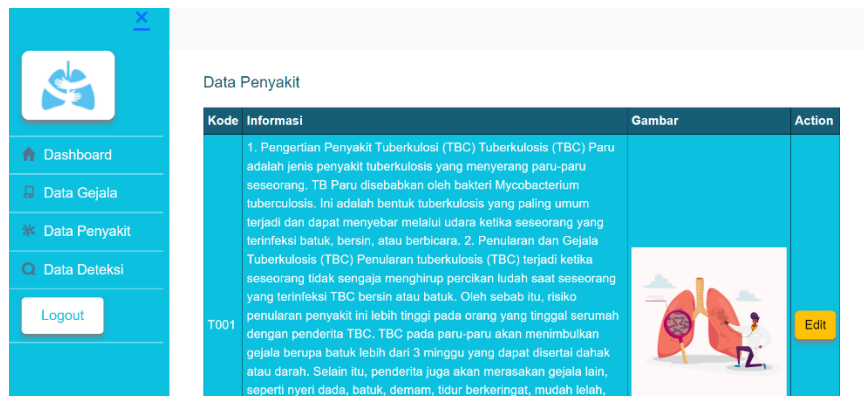 ×
Data Penyakit
Dashboard
Data Gejala
Data Penyakit
Data Deteksi
Logout
Kode Informasi Gambar Action
1. Pengertian Penyakit Tuberkulosi (TBC) Tuberkulosis (TBC) Paru
adalah jenis penyakit tuberkulosis yang menyerang paru-paru
seseorang. TB Paru disebabkan oleh bakteri Mycobacterium
tuberculosis. Ini adalah bentuk tuberkulosis yang paling umum
terjadi dan dapat menyebar melalui udara ketika seseorang yang
terinfeksi batuk, bersin, atau berbicara. 2. Penularan dan Gejala
Tuberkulosis (TBC) Penularan tuberkulosis (TBC) terjadi ketika
seseorang tidak sengaja menghirup percikan ludah saat seseorang
yang terinfeksi TBC bersin atau batuk. Oleh sebab itu, risiko
penularan penyakit ini lebih tinggi pada orang yang tinggal serumah
T001 dengan penderita TBC. TBC pada paru-paru akan menimbulkan Edit
gejala berupa batuk lebih dari 3 minggu yang dapat disertai dahak
atau darah. Selain itu, penderita juga akan merasakan gejala lain,
seperti nyeri dada, batuk, demam, tidur berkeringat, mudah lelah,